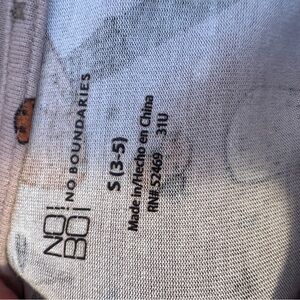 NO!
BO!
NO BOUNDARIES
S (3-5)
Made in/Hecho en China
RN# 52469 31U